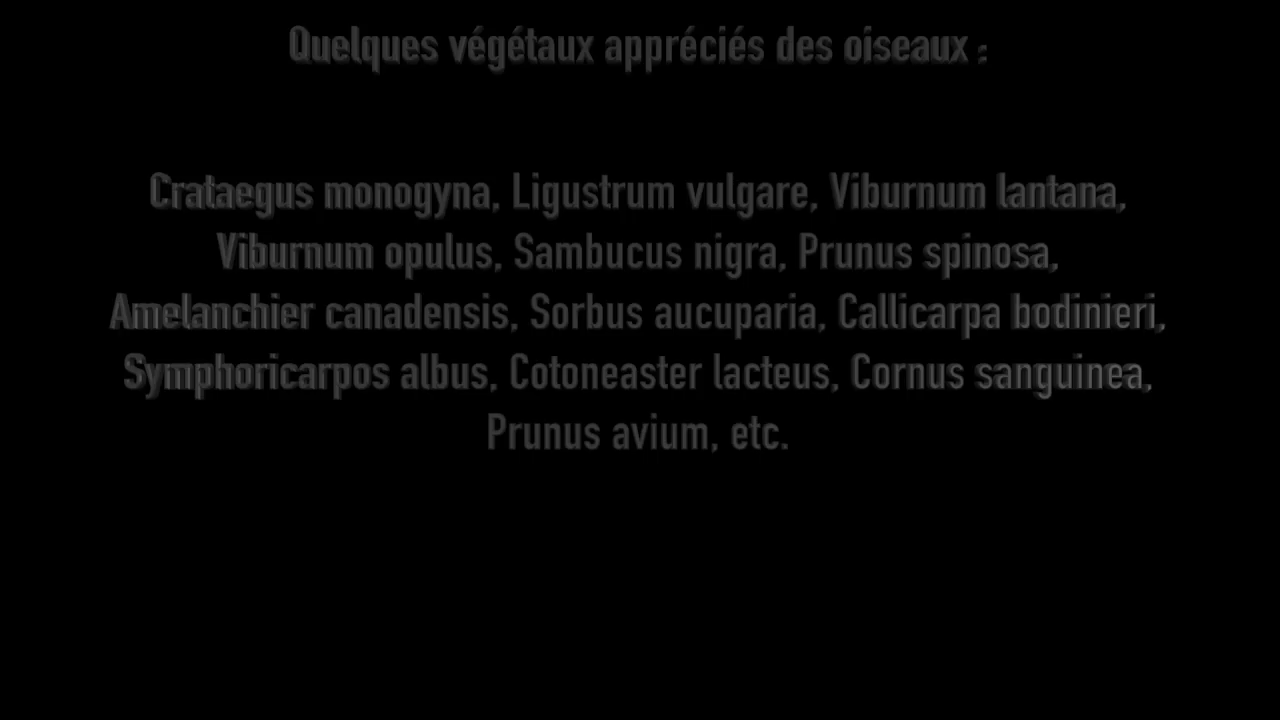 Quelques végétaux appréciés des oiseaux :
Crataegus monogyna, Ligustrum vulgare, Viburnum lantana,
Viburnum opulus, Sambucus nigra, Prunus spinosa,
Amelanchier canadensis, Sorbus aucuparia, Callicarpa bodinieri,
Symphoricarpos albus, Cotoneaster lacteus, Cornus sanguinea,
Prunus avium, etc.